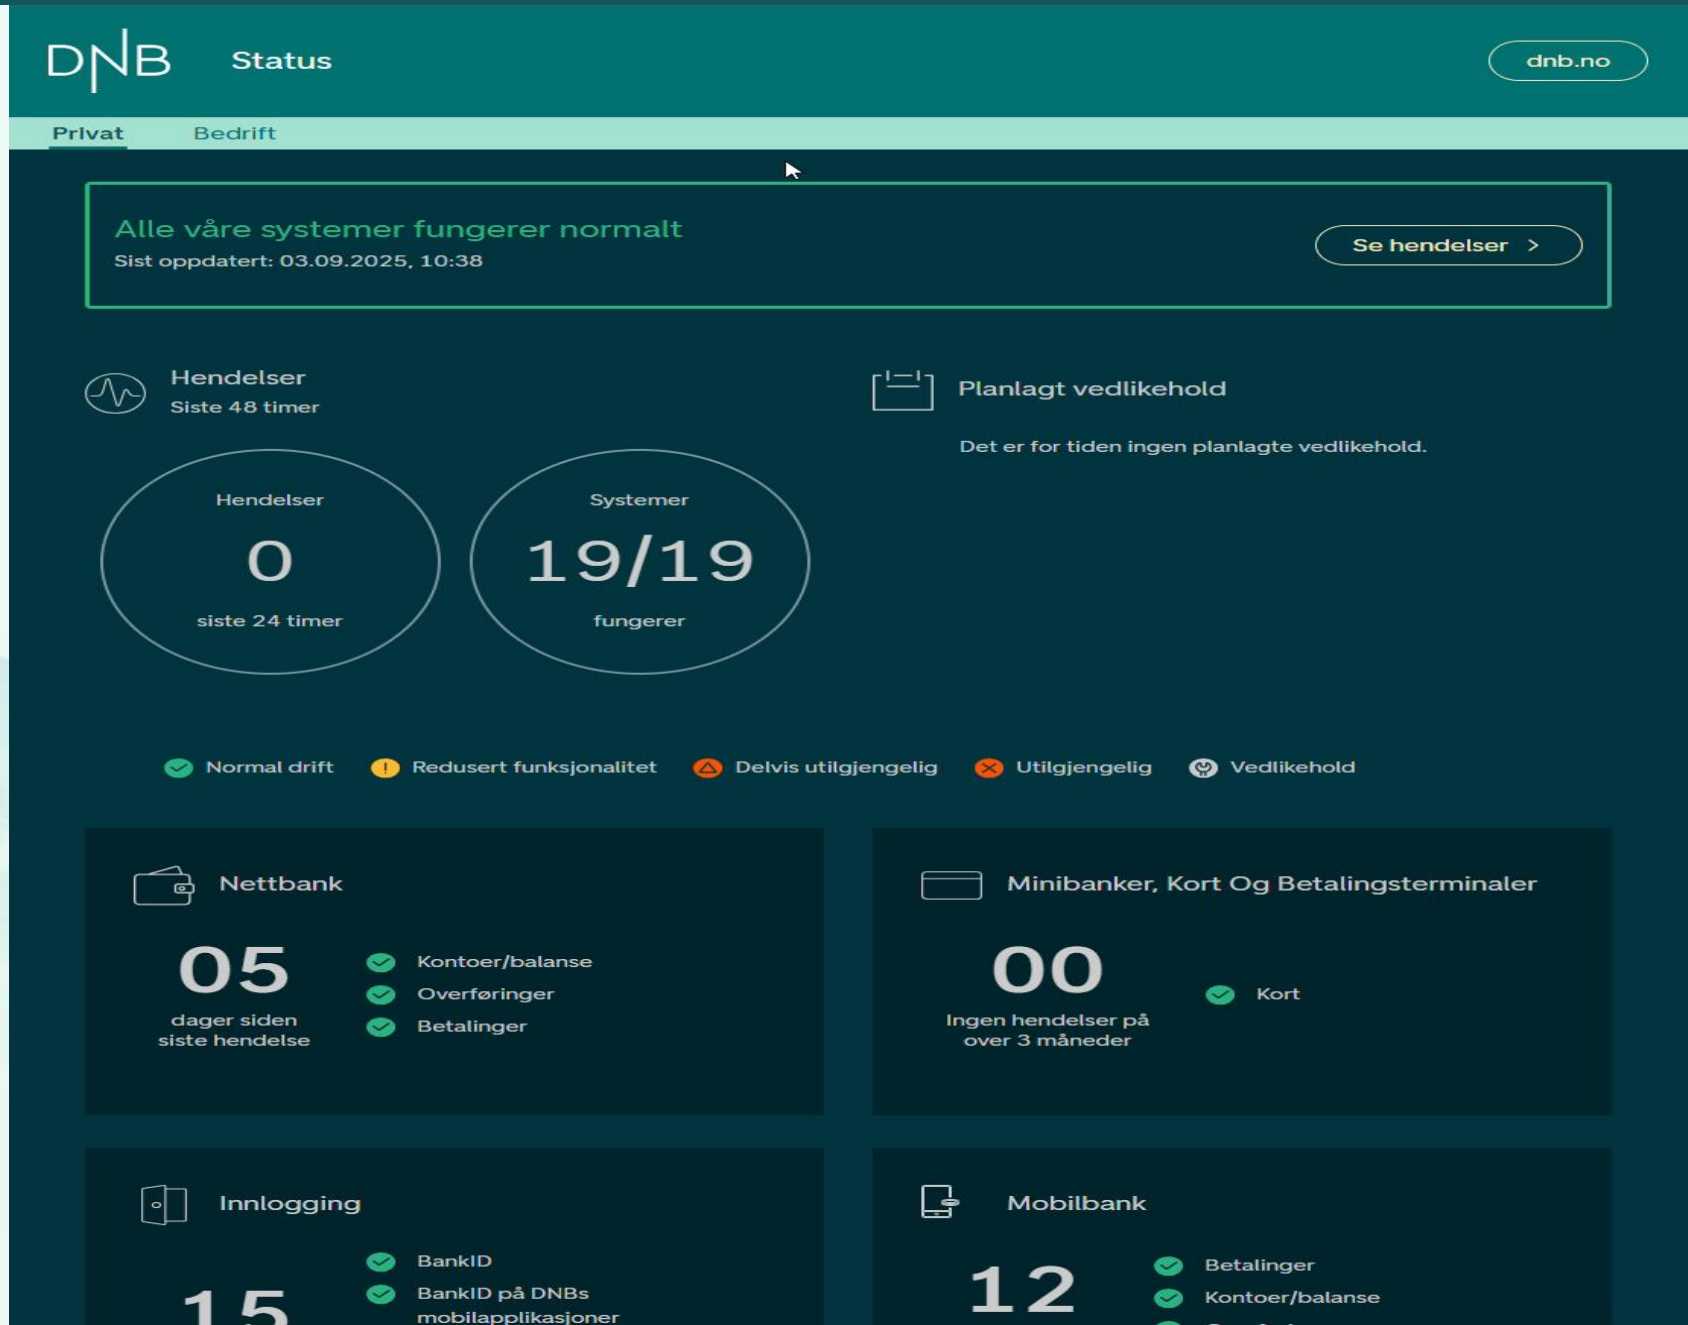 DNB
Status
dnb.no
Privat
Bedrift
Alle våre systemer fungerer normalt
Sist oppdatert: 03.09.2025, 10:38
Se hendelser >
Hendelser
Siste 48 timer
Planlagt vedlikehold
Det er for tiden ingen planlagte vedlikehold.
Hendelser
0
siste 24 timer
Systemer
19/19
fungerer
Normal drift
Redusert funksjonalitet
Delvis utilgjengelig
Utilgjengelig
Vedlikehold
Nettbank
05
dager siden
siste hendelse
Kontoer/balanse
Overføringer
Betalinger
Minibanker, Kort Og Betalingsterminaler
00
Ingen hendelser på
over 3 måneder
Kort
Innlogging
15
BankID
BankID på DNBs
mobilapplikasjoner
Mobilbank
12
Betalinger
Kontoer/balanse